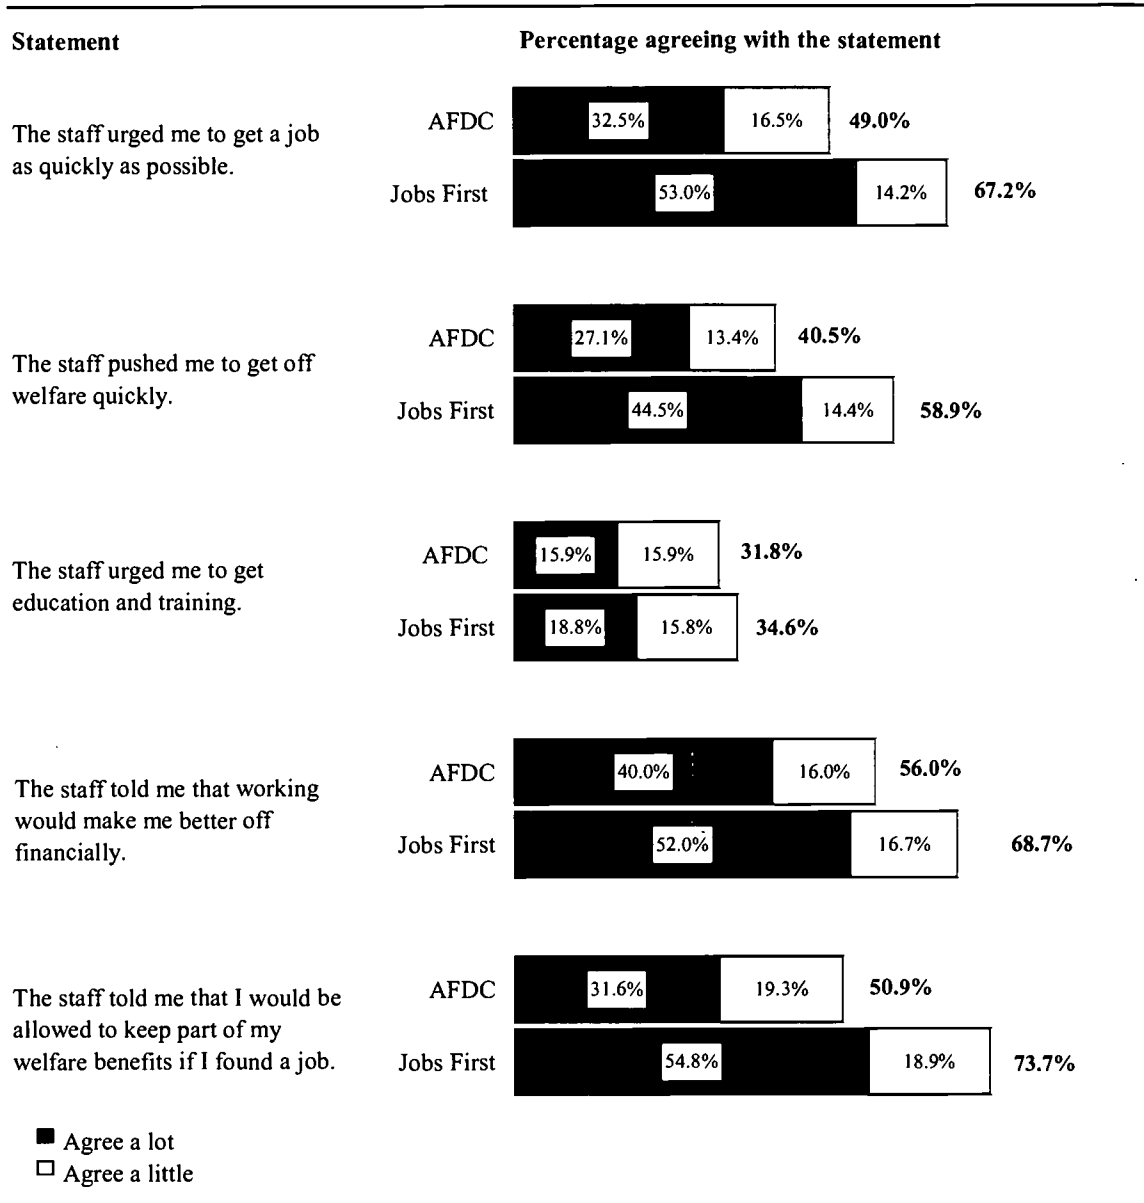 Statement
Percentage agreeing with the statement
The staff urged me to get a job
as quickly as possible.
AFDC
32.5%
16.5%
49.0%
Jobs First
53.0%
14.2%
67.2%
The staff pushed me to get off
welfare quickly.
AFDC
27.1%
13.4%
40.5%
Jobs First
44.5%
14.4%
58.9%
The staff urged me to get
education and training.
AFDC
15.9%
15.9%
31.8%
Jobs First
18.8%
15.8%
34.6%
The staff told me that working
would make me better off
financially.
AFDC
40.0%
16.0%
56.0%
Jobs First
52.0%
16.7%
68.7%
The staff told me that I would be
allowed to keep part of my
welfare benefits if I found a job.
AFDC
31.6%
19.3%
50.9%
Jobs First
54.8%
18.9%
73.7%
Agree a lot
Agree a little